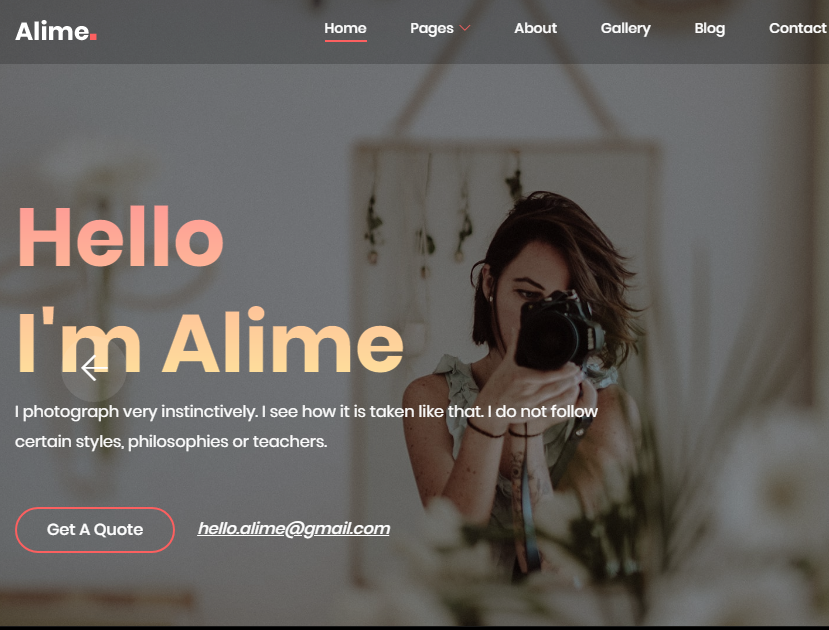 Alime.
Home Pages About Gallery Blog Contact
Hello
I'm Alime
I photograph very instinctively. I see how it is taken like that. I do not follow
certain styles, philosophies or teachers.
Get A Quote hello.alime@gmail.com